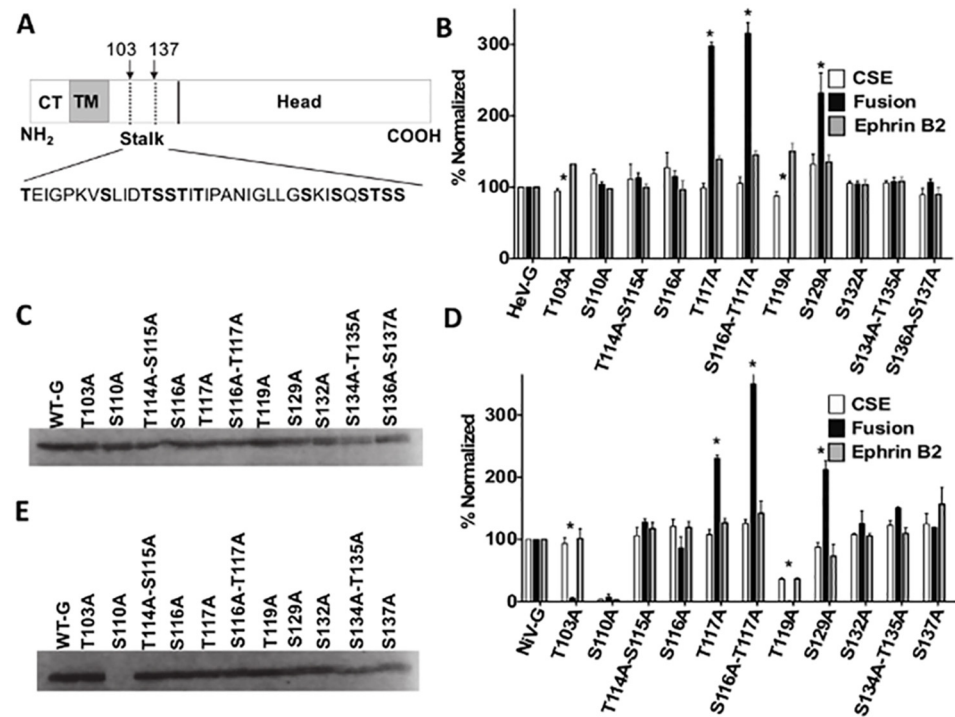 A
103 137
CT TM Head
NH2 COOH
Stalk
TEIGPKVSLIDTSSTITIPANIGLLGSKISQSTSS
B
% Normalized
300
200
100
0
CSE
Fusion
Ephrin B2
* * * * *
HeV-G
T103A
S110A
T114A-S115A
S116A
T117A
S116A-T117A
T119A
S129A
S132A
S134A-T135A
S136A-S137A
C
WT-G
T103A
S110A
T114A-S115A
S116A
T117A
S116A-T117A
T119A
S129A
S132A
S134A-T135A
S136A-S137A
D
% Normalized
300
200
100
0
CSE
Fusion
Ephrin B2
* * * * *
NiV-G
T103A
S110A
T114A-S115A
S116A
T117A
S116A-T117A
T119A
S129A
S132A
S134A-T135A
S137A
E
WT-G
T103A
S110A
T114A-S115A
S116A
T117A
S116A-T117A
T119A
S129A
S132A
S134A-T135A
S137A